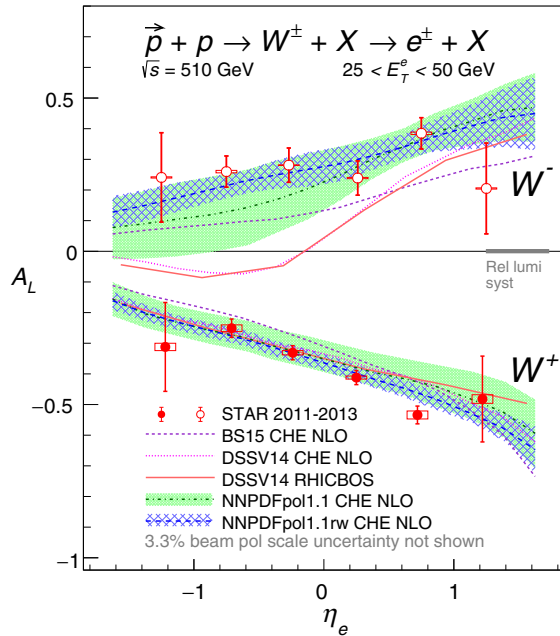 p⃗ + p → W± + X → e± + X
√s = 510 GeV 25 < E_T^e < 50 GeV
0.5
W⁻
0
Rel lumi
syst
A_L
W⁺
−0.5
STAR 2011-2013
BS15 CHE NLO
DSSV14 CHE NLO
DSSV14 RHICBOS
NNPDFpol1.1 CHE NLO
NNPDFpol1.1rw CHE NLO
3.3% beam pol scale uncertainty not shown
−1
−1 0 1
η_e